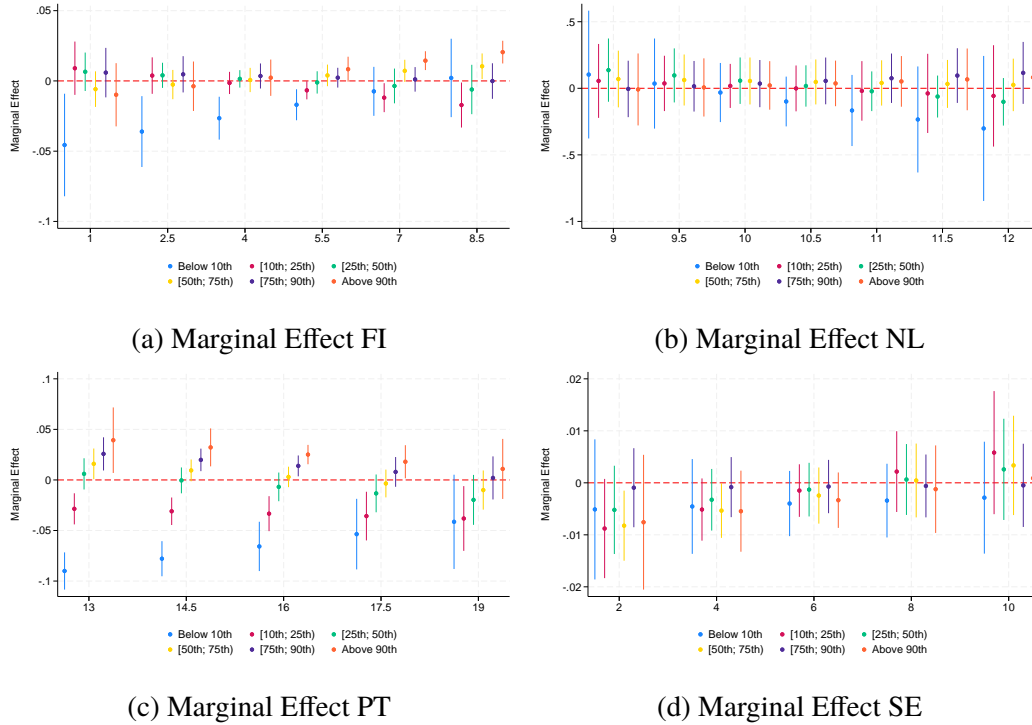 .05
0
-.05
-.1
Marginal Effect
1 2.5 4 5.5 7 8.5
Below 10th [10th; 25th) [25th; 50th)
[50th; 75th) [75th; 90th) Above 90th
(a) Marginal Effect FI
.5
0
-.5
-1
Marginal Effect
9 9.5 10 10.5 11 11.5 12
Below 10th [10th; 25th) [25th; 50th)
[50th; 75th) [75th; 90th) Above 90th
(b) Marginal Effect NL
.1
.05
0
-.05
-.1
Marginal Effect
13 14.5 16 17.5 19
Below 10th [10th; 25th) [25th; 50th)
[50th; 75th) [75th; 90th) Above 90th
(c) Marginal Effect PT
.02
.01
0
-.01
-.02
Marginal Effect
2 4 6 8 10
Below 10th [10th; 25th) [25th; 50th)
[50th; 75th) [75th; 90th) Above 90th
(d) Marginal Effect SE